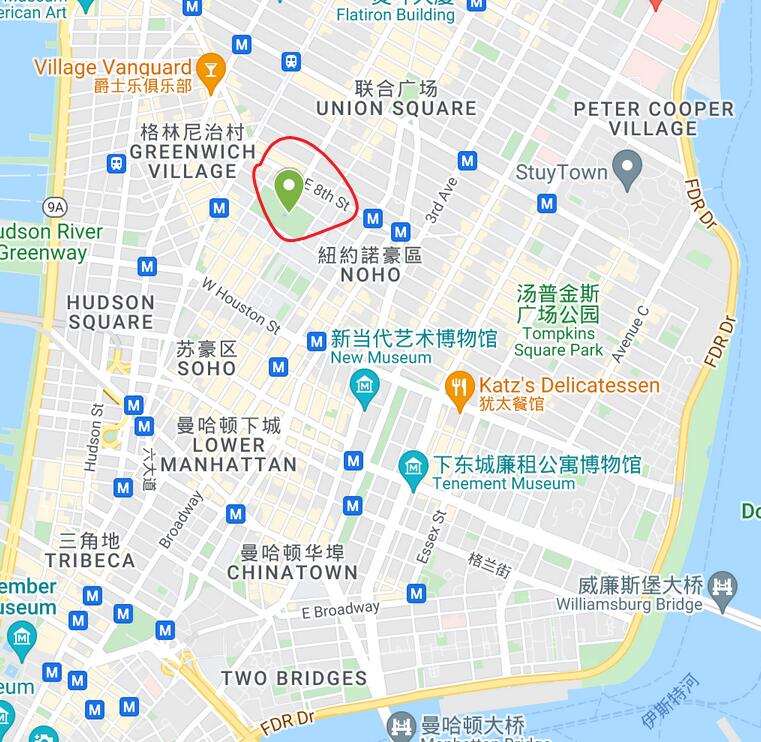 erican Art
Flatiron Building
M
M
M
M
Village Vanguard
爵士乐俱乐部
联合广场
UNION SQUARE
PETER COOPER
VILLAGE
格林尼治村
GREENWICH
VILLAGE
M
StuyTown
E 8th St
3rd Ave
M
FDR Dr
9A
M
M
M
udson River
Greenway
紐約諾豪區
NOHO
M
HUDSON
SQUARE
W Houston St
汤普金斯
广场公园
Tompkins
Square Park
Avenue C
FDR Dr
苏豪区
SOHO
M
M
新当代艺术博物馆
New Museum
Katz's Delicatessen
犹太餐馆
M
M
Hudson St
曼哈顿下城
LOWER
MANHATTAN
六大道
M
M
下东城廉租公寓博物馆
Tenement Museum
Broadway
M
M
Essex St
三角地
TRIBECA
曼哈顿华埠
CHINATOWN
格兰街
ember
useum
M
M
M
M
E Broadway
M
威廉斯堡大桥
Williamsburg Bridge
M
M
M
M
eum
TWO BRIDGES
FDR Dr
伊斯特河
曼哈顿大桥
Manhattan Bridge